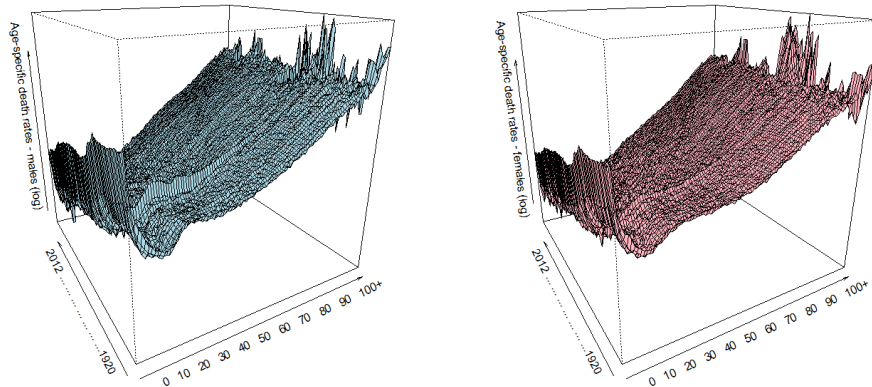 Age-specific death rates - males (log)
2012
1920
0 10 20 30 40 50 60 70 80 90 100+
Age-specific death rates - females (log)
2012
1920
0 10 20 30 40 50 60 70 80 90 100+